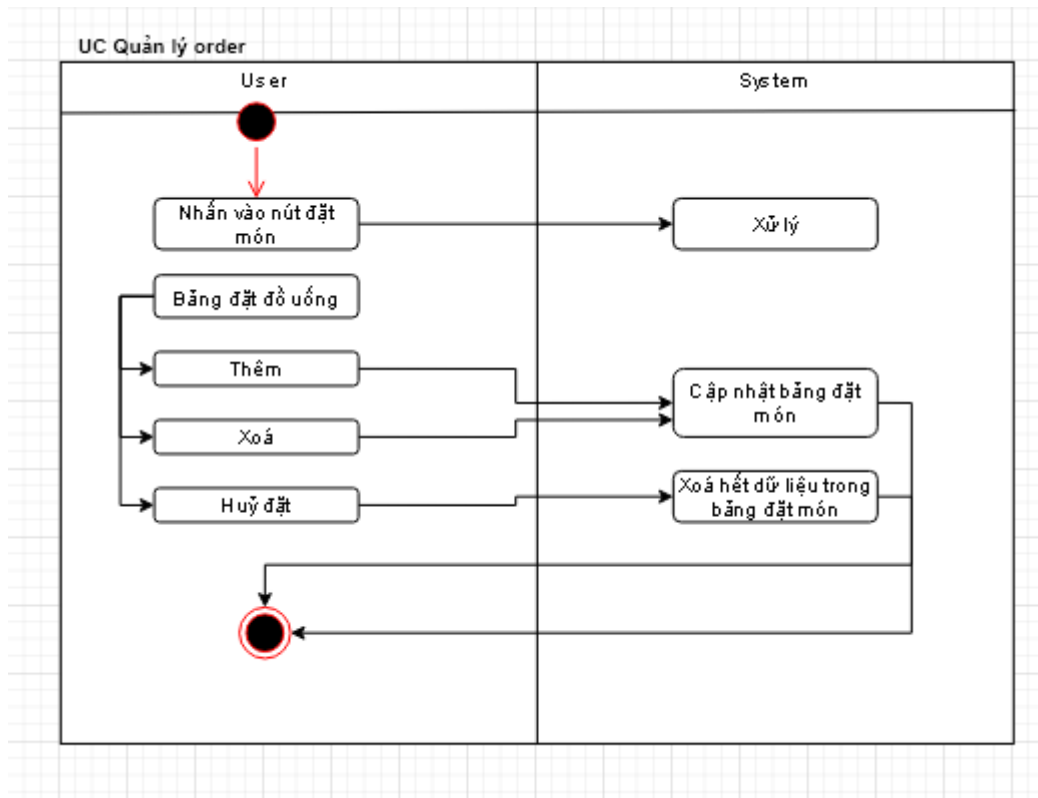 UC Quản lý order
User
System
Nhấn vào nút đặt
món
Xử lý
Bảng đặt đồ uống
Thêm
Cập nhật bảng đặt
món
Xoá
Xoá hết dữ liệu trong
bảng đặt món
Huỷ đặt